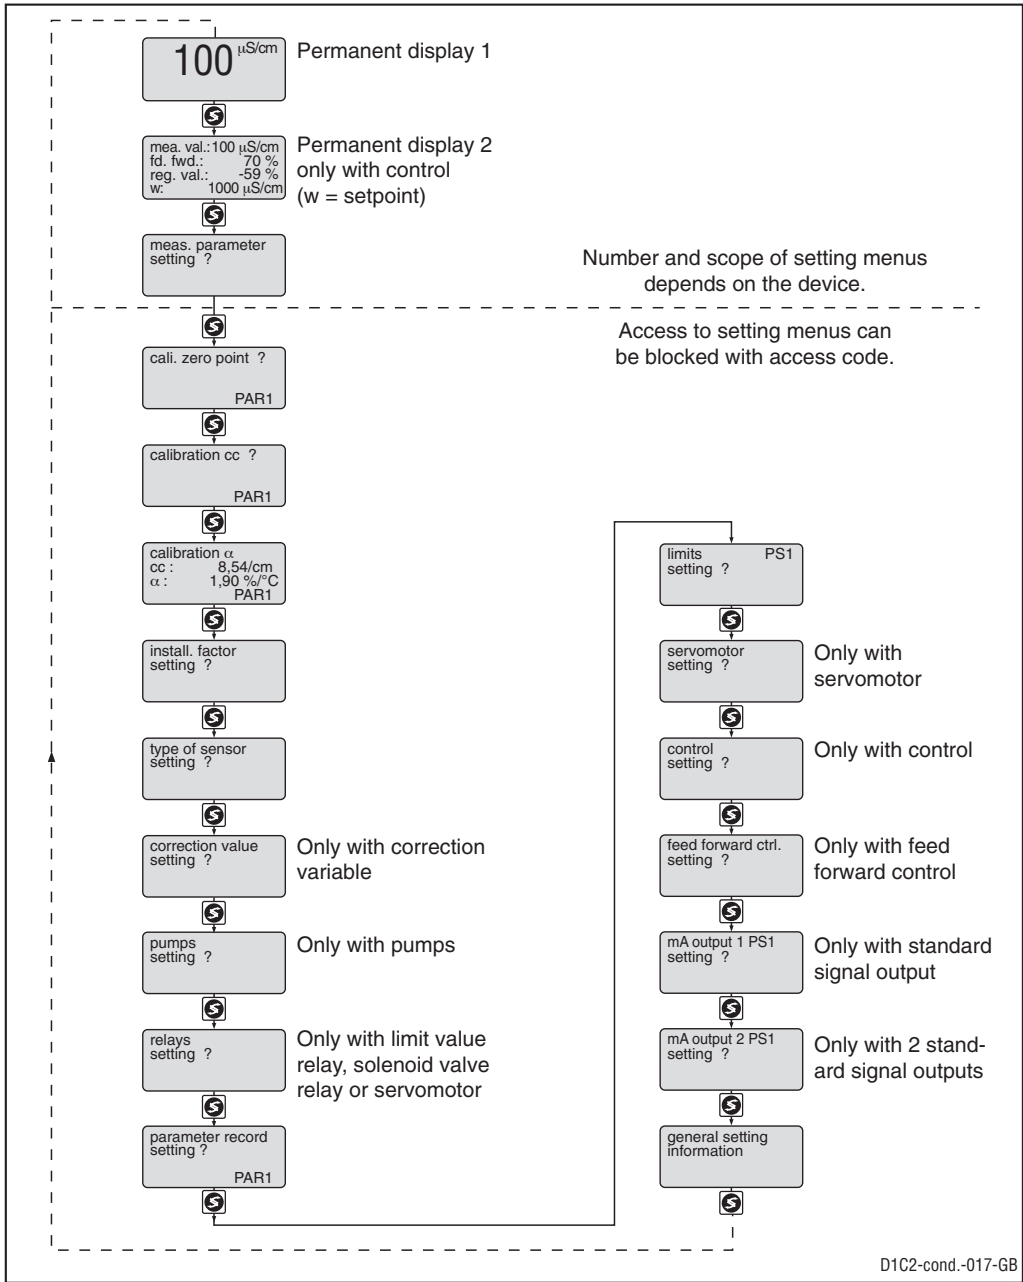 100 µS/cm
Permanent display 1
mea. val.:100 µS/cm
fd. fwd.: 70 %
reg. val.: -59 %
w: 1000 µS/cm
Permanent display 2
only with control
(w = setpoint)
meas. parameter
setting ?
Number and scope of setting menus
depends on the device.
Access to setting menus can
be blocked with access code.
cali. zero point ?
PAR1
calibration cc ?
PAR1
calibration α
cc : 8,54/cm
α : 1,90 %/°C
PAR1
install. factor
setting ?
type of sensor
setting ?
correction value
setting ?
Only with correction
variable
pumps
setting ?
Only with pumps
relays
setting ?
Only with limit value
relay, solenoid valve
relay or servomotor
parameter record
setting ?
PAR1
limits PS1
setting ?
servomotor
setting ?
Only with
servomotor
control
setting ?
Only with control
feed forward ctrl.
setting ?
Only with feed
forward control
mA output 1 PS1
setting ?
Only with standard
signal output
mA output 2 PS1
setting ?
Only with 2 stand-
ard signal outputs
general setting
information
D1C2-cond.-017-GB